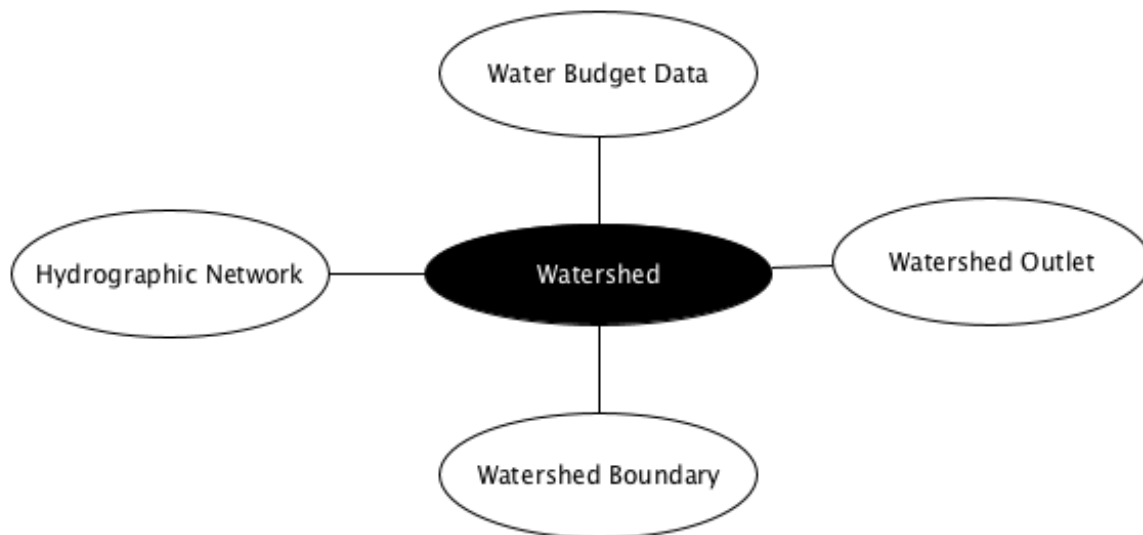 Water Budget Data
Hydrographic Network
Watershed
Watershed Outlet
Watershed Boundary